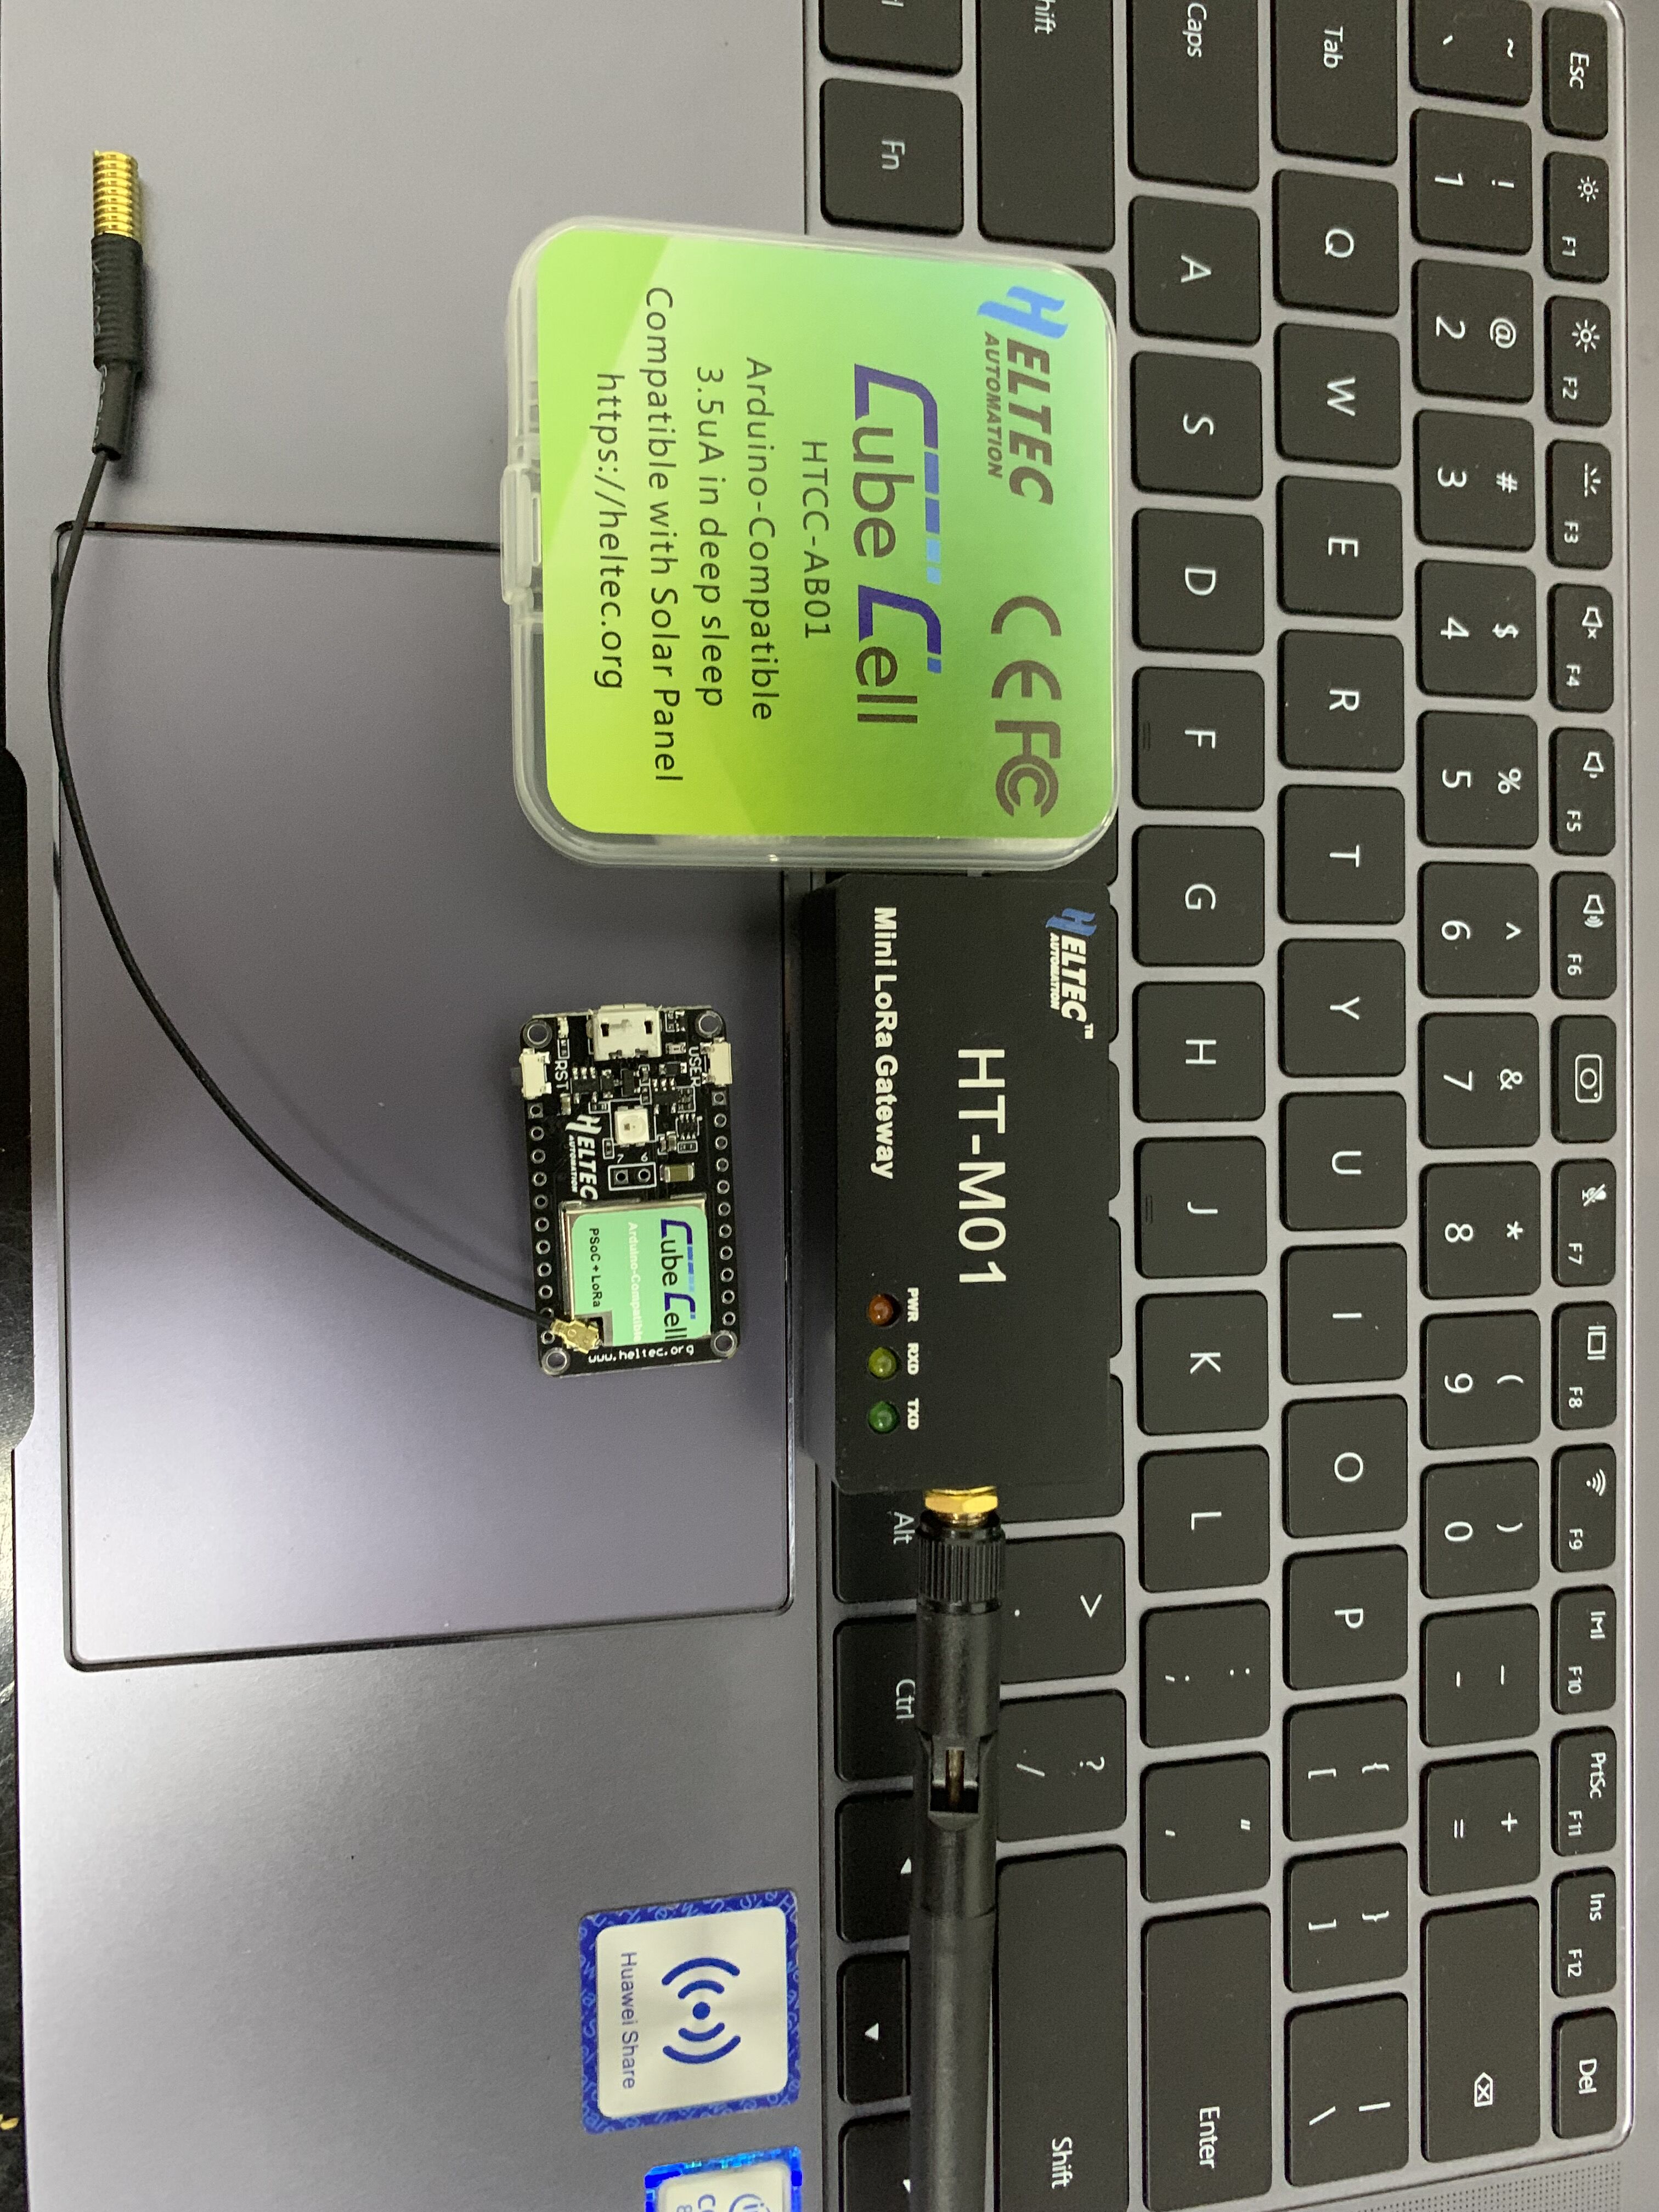 Esc F1 F2 F3 F4 F5 F6 F7 F8 F9 F10 PrtSc F11 Ins F12 Del
~ ` ! 1 @ 2 # 3 $ 4 % 5 ^ 6 & 7 * 8 ( 9 ) 0 _ - + =
Tab Q W E R T Y U I O P { [ } ] | \
Caps A S D F G H J K L : ; " ' Enter
hift > . ? / Shift
Fn Alt Ctrl
HELTEC
AUTOMATION
CE FC
Cube Cell
HTCC-AB01
Arduino-Compatible
3.5uA in deep sleep
Compatible with Solar Panel
https://heltec.org
HELTEC™
AUTOMATION
HT-M01
PWR RXD TXD
Mini LoRa Gateway
USER
Cube Cell
Arduino-Compatible
PSoC + LoRa
www.heltec.org
6
7
HELTEC
AUTOMATION
RST
Huawei Share